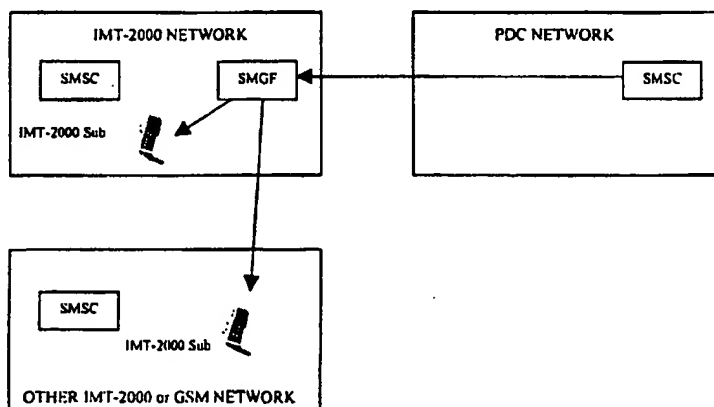 IMT-2000 NETWORK
PDC NETWORK
SMSC
SMGF
SMSC
IMT-2000 Sub
SMSC
IMT-2000 Sub
OTHER IMT-2000 or GSM NETWORK